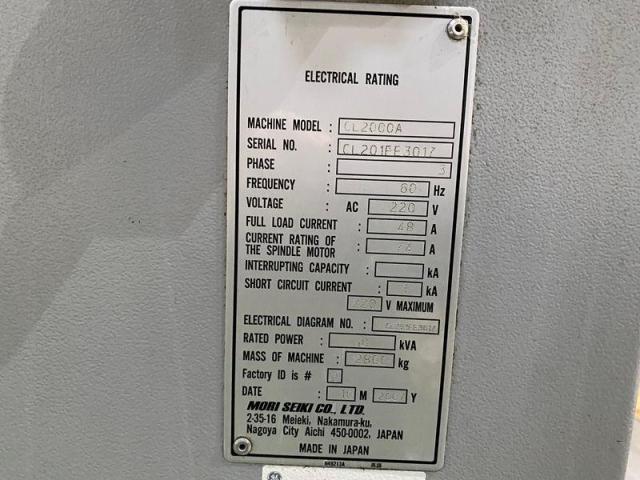 ELECTRICAL RATING
MACHINE MODEL : CL2000A
SERIAL NO. : CL201EE3017
PHASE : 3
FREQUENCY : 60 Hz
VOLTAGE : AC 220 V
FULL LOAD CURRENT : 48 A
CURRENT RATING OF
THE SPINDLE MOTOR : A
INTERRUPTING CAPACITY : kA
SHORT CIRCUIT CURRENT : kA
V MAXIMUM
ELECTRICAL DIAGRAM NO. :
RATED POWER : kVA
MASS OF MACHINE : kg
Factory ID is #
DATE : M Y
MORI SEIKI CO., LTD.
2-35-16 Meieki, Nakamura-ku,
Nagoya City Aichi 450-0002, JAPAN
MADE IN JAPAN